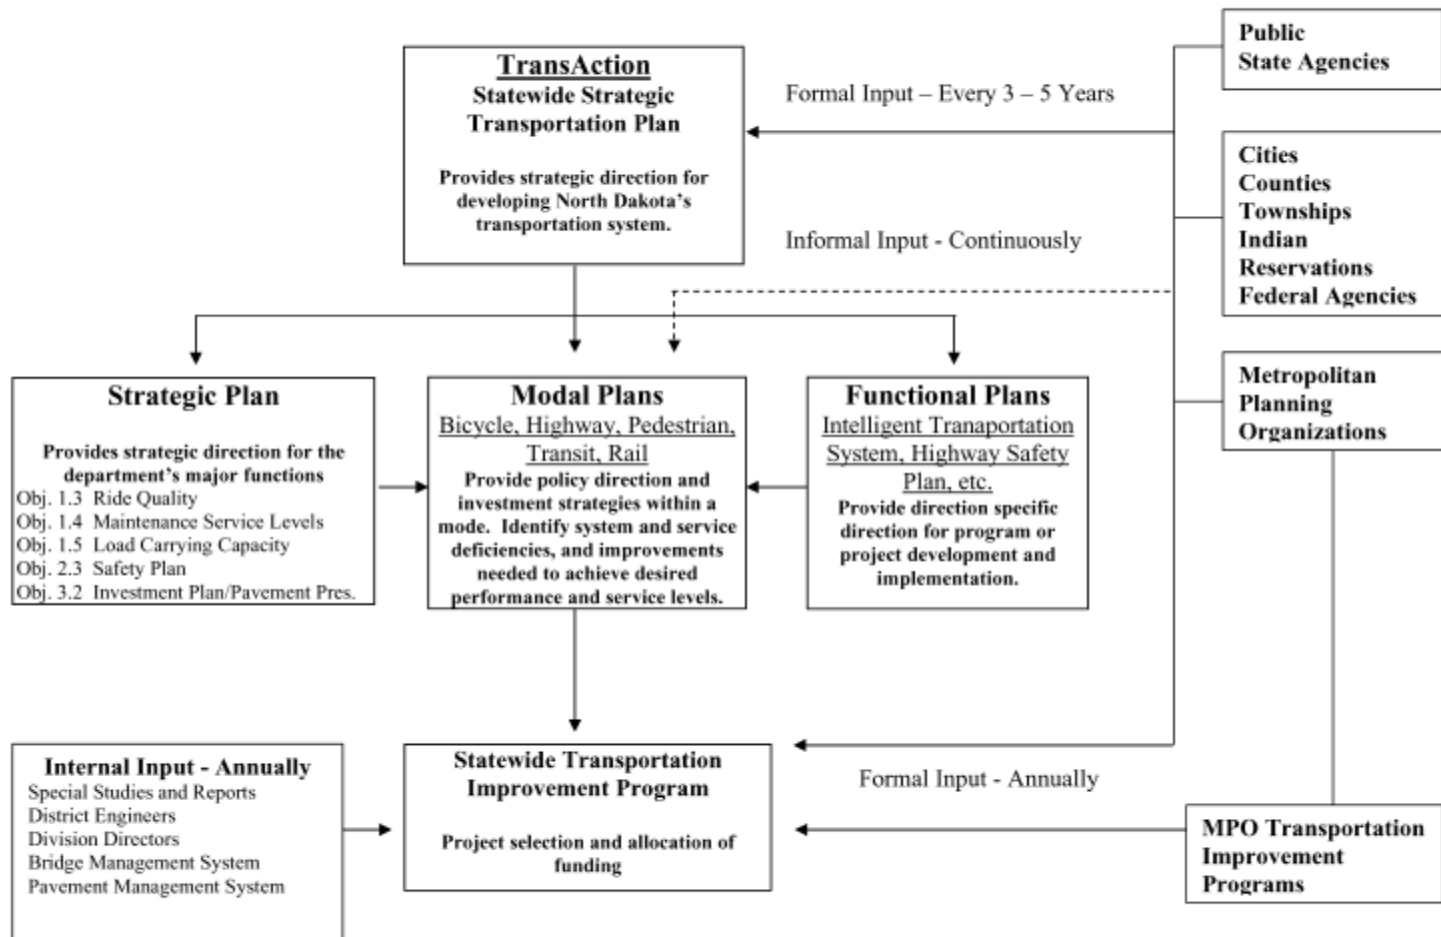 TransAction
Statewide Strategic
Transportation Plan
Provides strategic direction for
developing North Dakota's
transportation system.
Formal Input – Every 3 – 5 Years
Informal Input - Continuously
Public
State Agencies
Cities
Counties
Townships
Indian
Reservations
Federal Agencies
Metropolitan
Planning
Organizations
Strategic Plan
Provides strategic direction for the
department's major functions
Obj. 1.3 Ride Quality
Obj. 1.4 Maintenance Service Levels
Obj. 1.5 Load Carrying Capacity
Obj. 2.3 Safety Plan
Obj. 3.2 Investment Plan/Pavement Pres.
Modal Plans
Bicycle, Highway, Pedestrian,
Transit, Rail
Provide policy direction and
investment strategies within a
mode. Identify system and service
deficiencies, and improvements
needed to achieve desired
performance and service levels.
Functional Plans
Intelligent Tranaportation
System, Highway Safety
Plan, etc.
Provide direction specific
direction for program or
project development and
implementation.
Internal Input - Annually
Special Studies and Reports
District Engineers
Division Directors
Bridge Management System
Pavement Management System
Statewide Transportation
Improvement Program
Project selection and allocation of
funding
Formal Input - Annually
MPO Transportation
Improvement
Programs